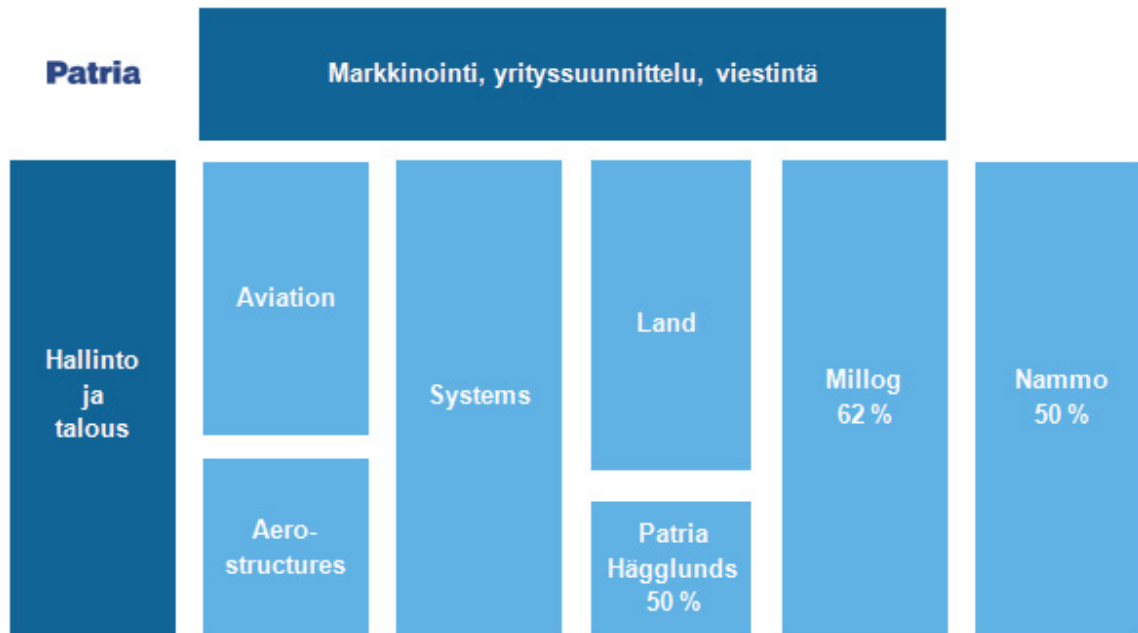 Patria
Markkinointi, yrityssuunnittelu, viestintä
Hallinto
ja
talous
Aviation
Aero-
structures
Systems
Land
Patria
Hägglunds
50 %
Millog
62 %
Nammo
50 %